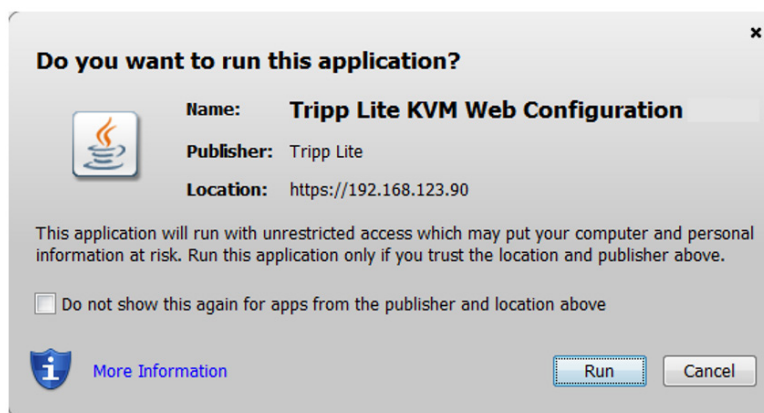 Do you want to run this application?
Name: Tripp Lite KVM Web Configuration
Publisher: Tripp Lite
Location: https://192.168.123.90
This application will run with unrestricted access which may put your computer and personal
information at risk. Run this application only if you trust the location and publisher above.
Do not show this again for apps from the publisher and location above
More Information
Run
Cancel